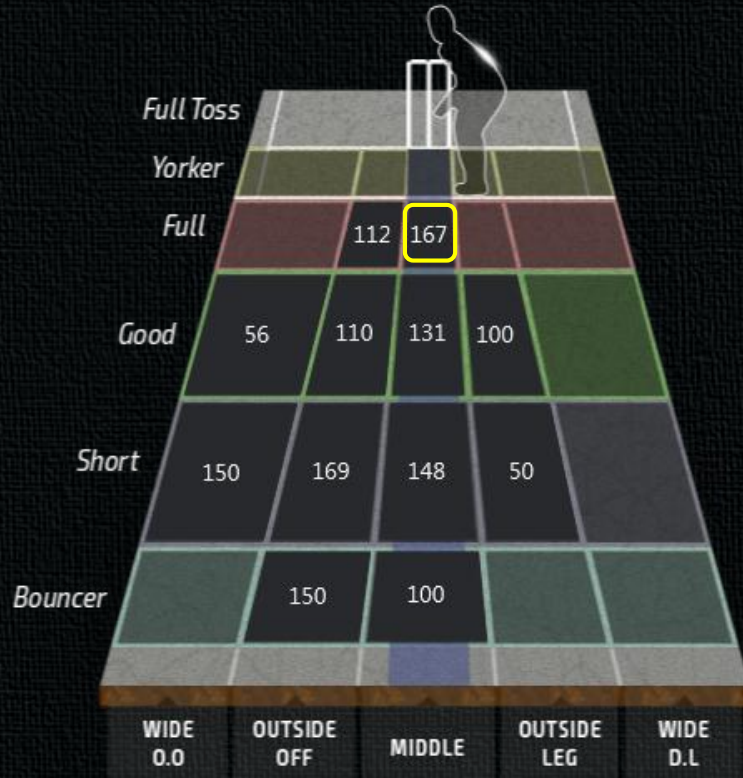 Full Toss
Yorker
Full 112 167
Good 56 110 131 100
Short 150 169 148 50
Bouncer 150 100
WIDE O.O OUTSIDE OFF MIDDLE OUTSIDE LEG WIDE D.L